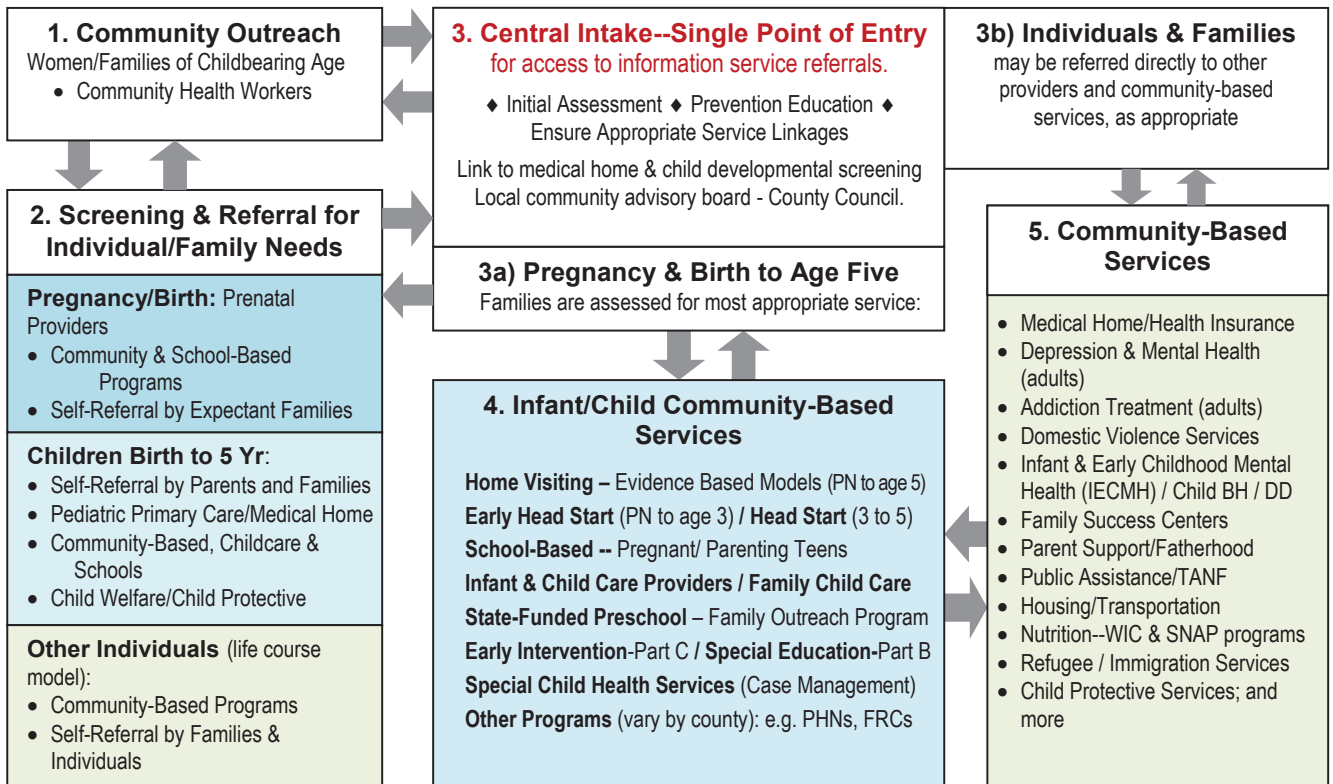 1. Community Outreach
Women/Families of Childbearing Age
• Community Health Workers
2. Screening & Referral for
Individual/Family Needs
Pregnancy/Birth: Prenatal
Providers
• Community & School-Based
Programs
• Self-Referral by Expectant Families
Children Birth to 5 Yr:
• Self-Referral by Parents and Families
• Pediatric Primary Care/Medical Home
• Community-Based, Childcare &
Schools
• Child Welfare/Child Protective
Other Individuals (life course
model):
• Community-Based Programs
• Self-Referral by Families &
Individuals
3. Central Intake--Single Point of Entry
for access to information service referrals.
♦ Initial Assessment ♦ Prevention Education ♦
Ensure Appropriate Service Linkages
Link to medical home & child developmental screening
Local community advisory board - County Council.
3a) Pregnancy & Birth to Age Five
Families are assessed for most appropriate service:
4. Infant/Child Community-Based
Services
Home Visiting – Evidence Based Models (PN to age 5)
Early Head Start (PN to age 3) / Head Start (3 to 5)
School-Based -- Pregnant/ Parenting Teens
Infant & Child Care Providers / Family Child Care
State-Funded Preschool – Family Outreach Program
Early Intervention-Part C / Special Education-Part B
Special Child Health Services (Case Management)
Other Programs (vary by county): e.g. PHNs, FRCs
3b) Individuals & Families
may be referred directly to other
providers and community-based
services, as appropriate
5. Community-Based
Services
• Medical Home/Health Insurance
• Depression & Mental Health
(adults)
• Addiction Treatment (adults)
• Domestic Violence Services
• Infant & Early Childhood Mental
Health (IECMH) / Child BH / DD
• Family Success Centers
• Parent Support/Fatherhood
• Public Assistance/TANF
• Housing/Transportation
• Nutrition--WIC & SNAP programs
• Refugee / Immigration Services
• Child Protective Services; and
more